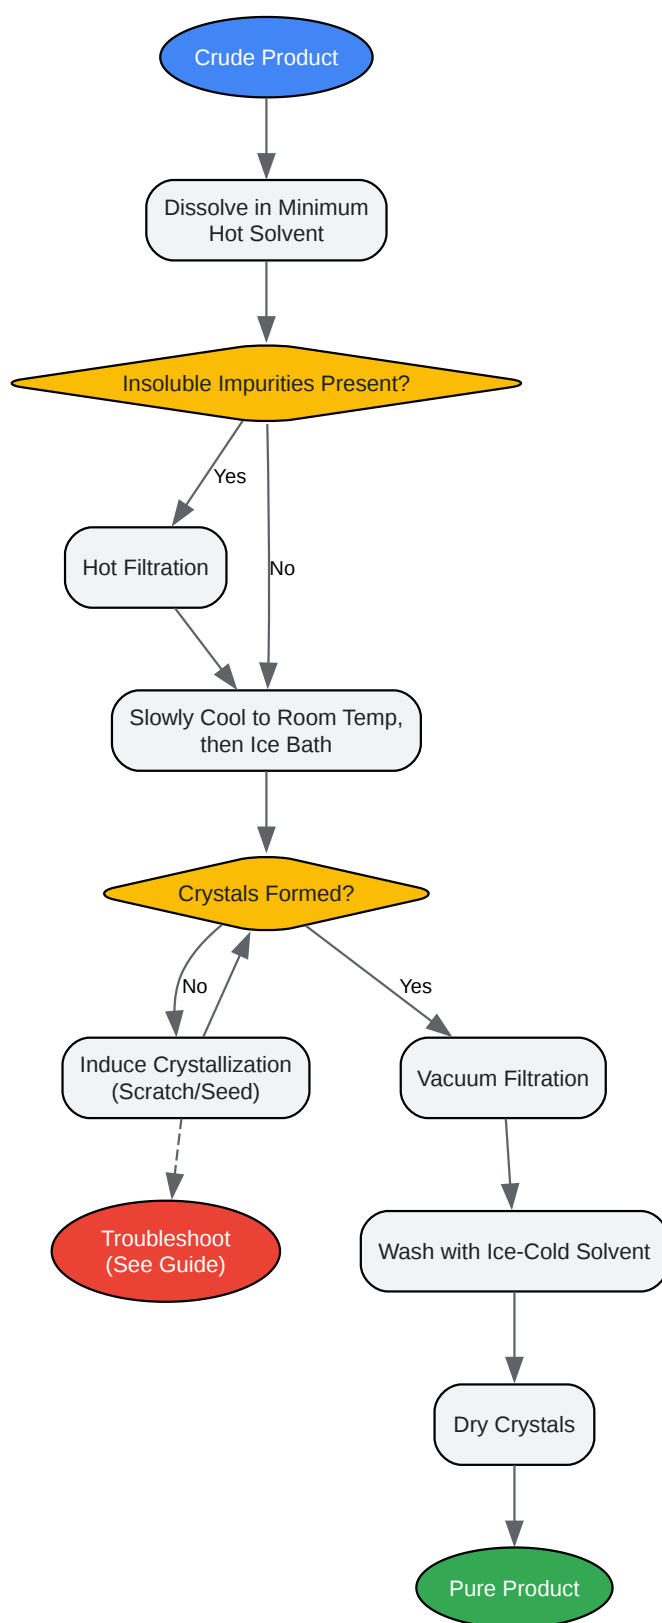 Crude Product
Dissolve in Minimum
Hot Solvent
Insoluble Impurities Present?
Yes
Hot Filtration
No
Slowly Cool to Room Temp,
then Ice Bath
Crystals Formed?
No
Yes
Induce Crystallization
(Scratch/Seed)
Vacuum Filtration
Troubleshoot
(See Guide)
Wash with Ice-Cold Solvent
Dry Crystals
Pure Product